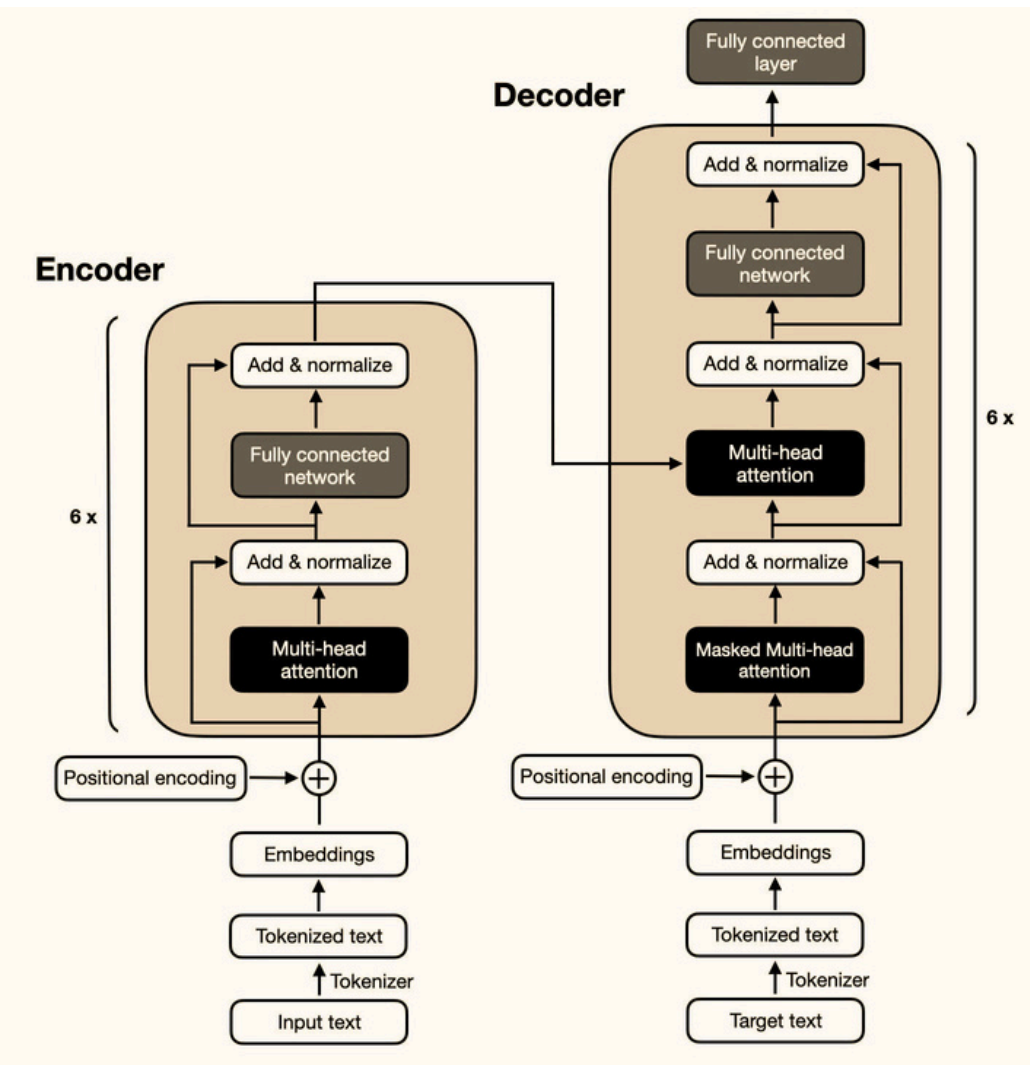 Encoder
Add & normalize
Fully connected
network
6 x
Add & normalize
Multi-head
attention
Positional encoding
+
Embeddings
Tokenized text
Tokenizer
Input text
Decoder
Fully connected
layer
Add & normalize
Fully connected
network
Add & normalize
6 x
Multi-head
attention
Add & normalize
Masked Multi-head
attention
Positional encoding
+
Embeddings
Tokenized text
Tokenizer
Target text